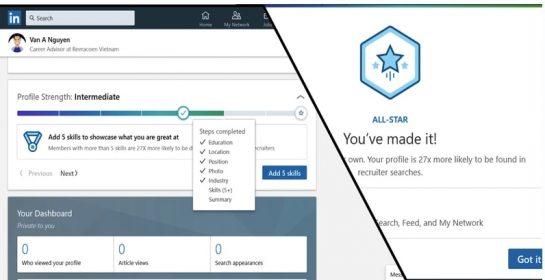 in Search
Home My Network
Van A Nguyen
Career Advisor at Reeracoen Vietnam
Profile Strength: Intermediate
Add 5 skills to showcase what you are great at
Members with more than 5 skills are 27X more likely to be
Previous Next Add 5 skills
Steps completed
Education
Location
Position
Photo
Industry
Skills (5+)
Summary
Your Dashboard
Private to you
0 0 0
Who viewed your profile Article views Search appearances
ALL-STAR
You've made it!
own. Your profile is 27X more likely to be found in
recruiter searches.
Search, Feed, and My Network
Got it
Mess